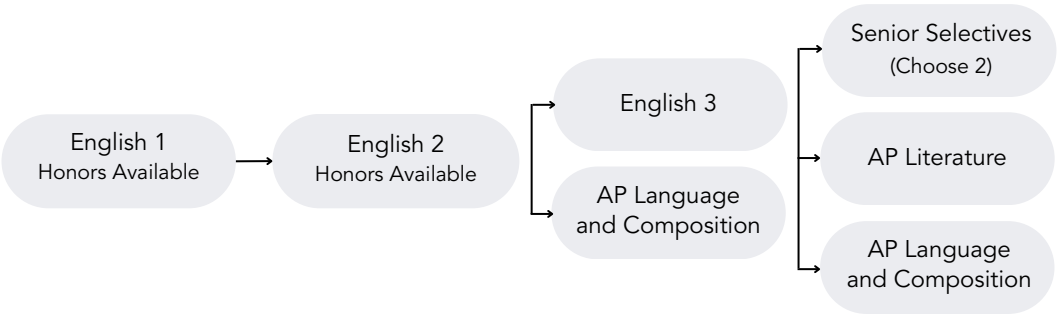 English 1
Honors Available
English 2
Honors Available
English 3
AP Language
and Composition
Senior Selectives
(Choose 2)
AP Literature
AP Language
and Composition